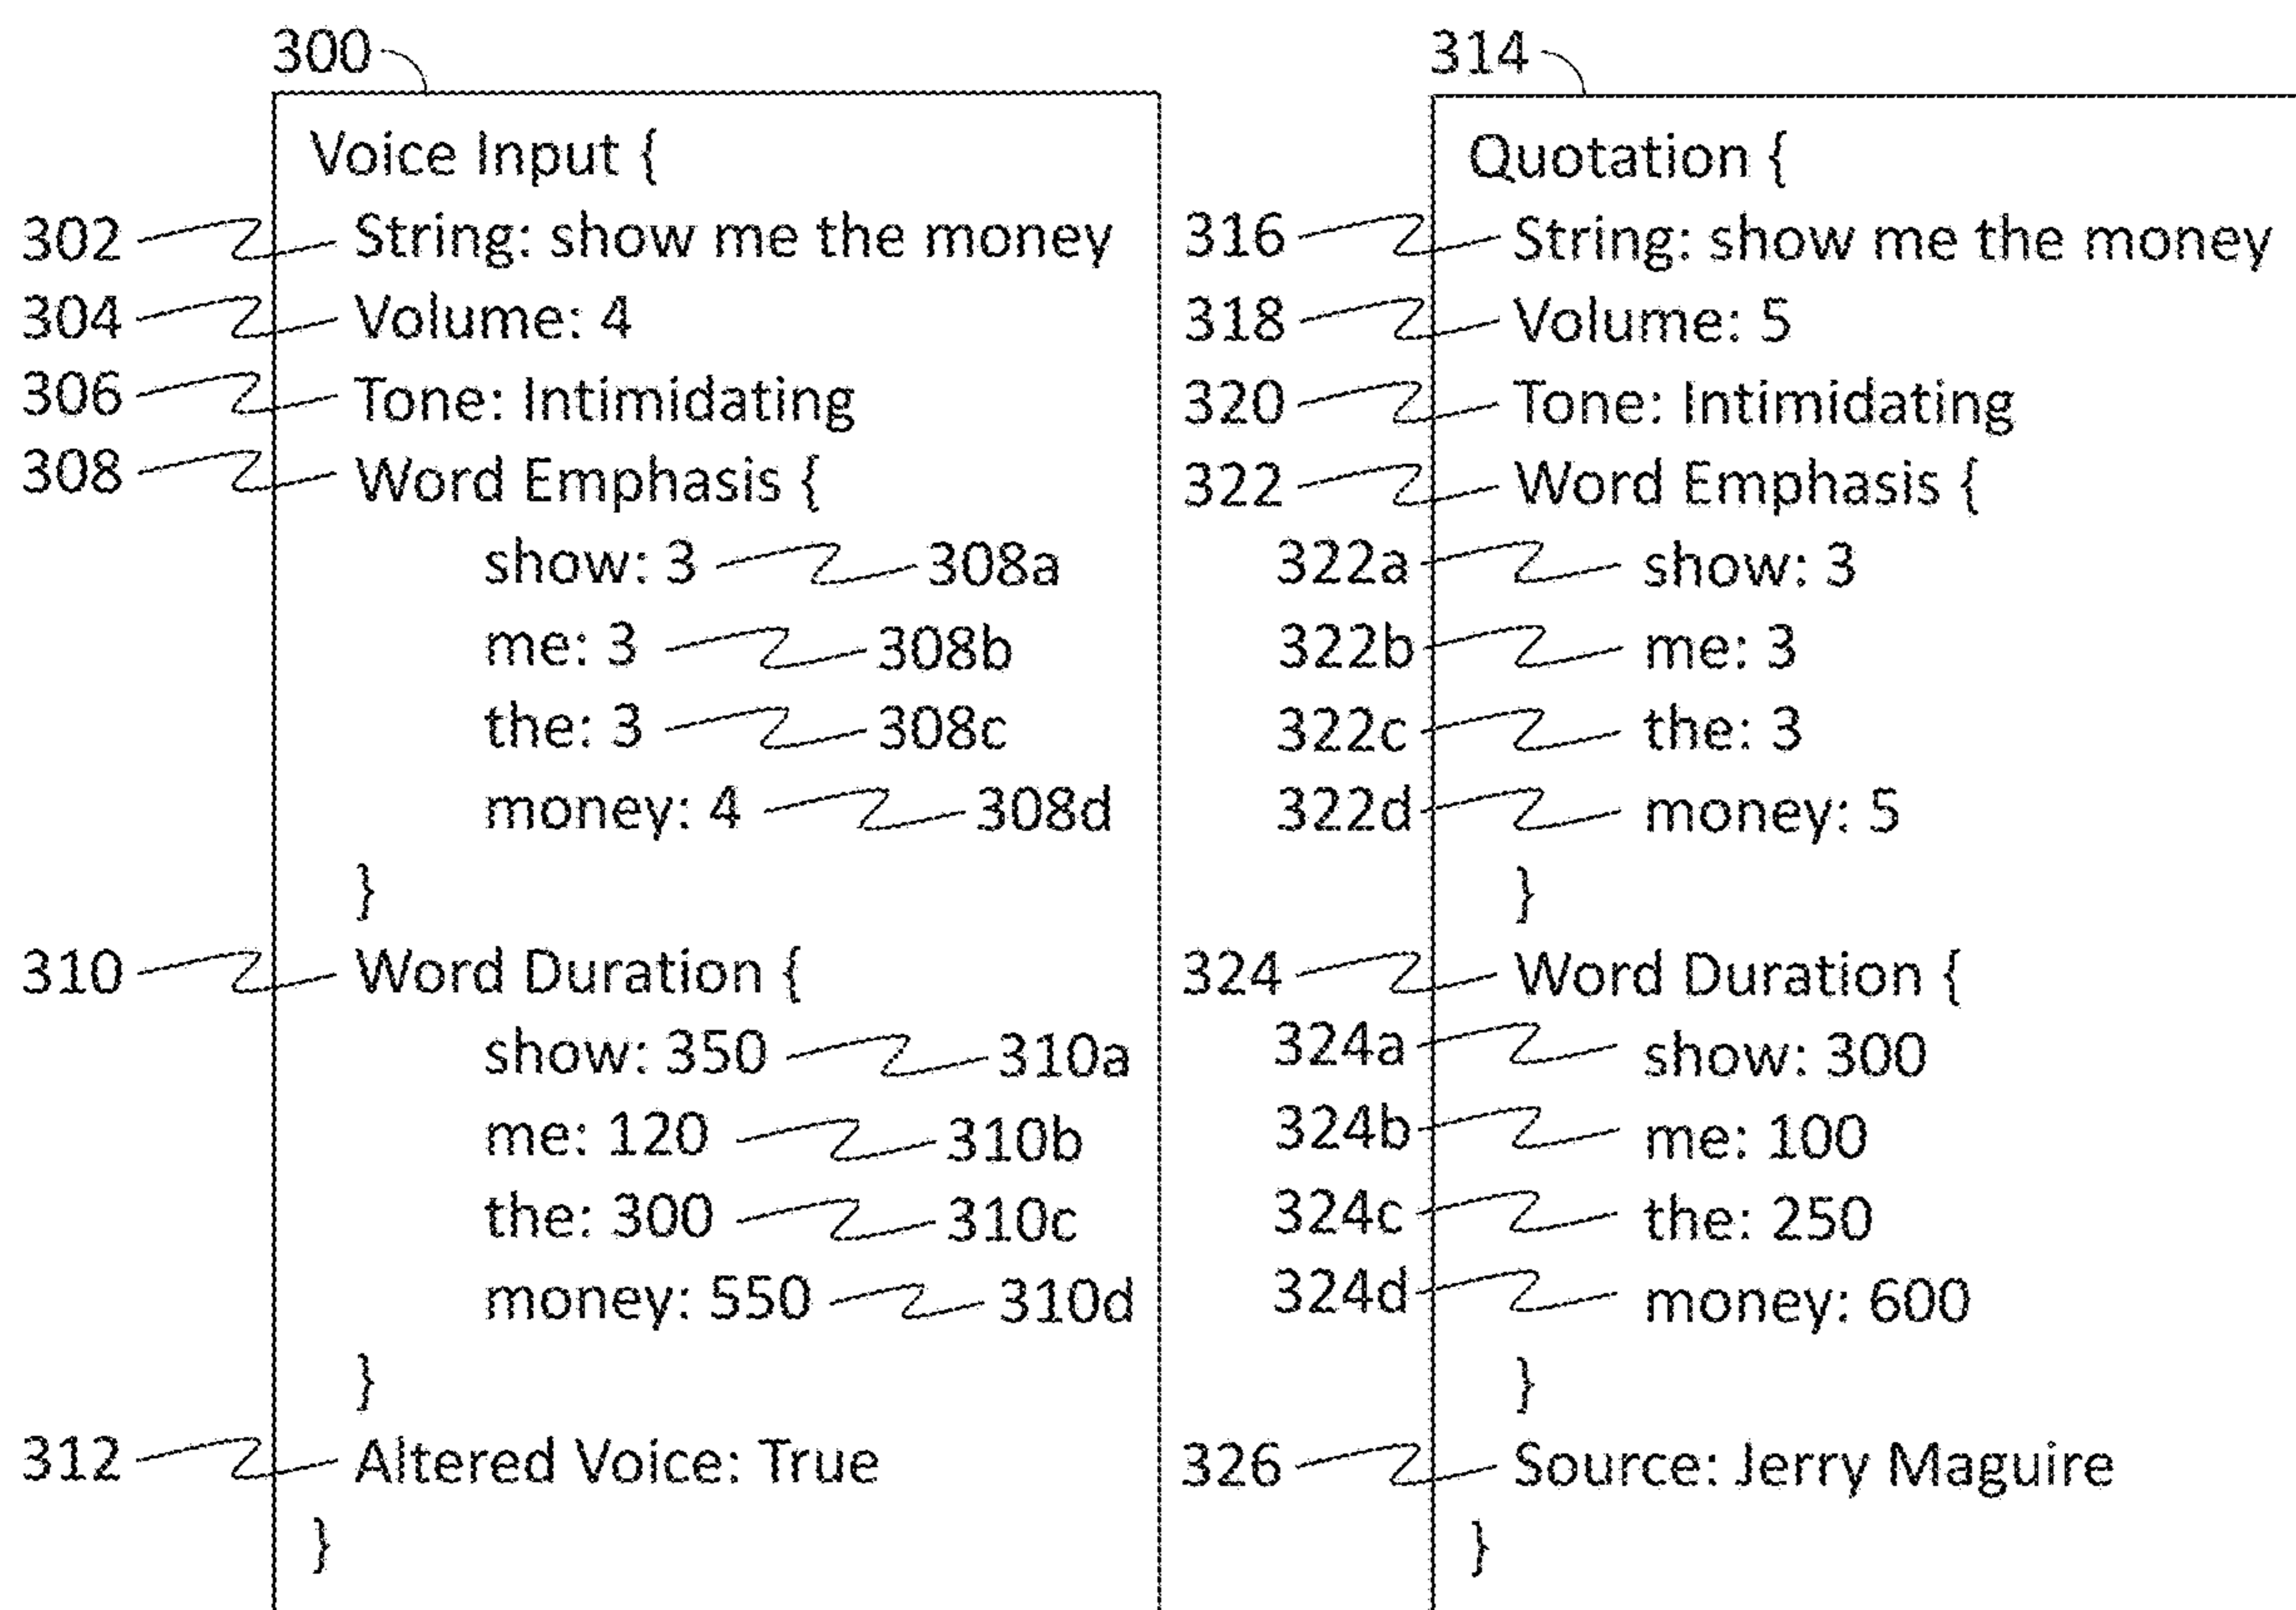 300
Voice Input {
302 String: show me the money
304 Volume: 4
306 Tone: Intimidating
308 Word Emphasis {
show: 3 308a
me: 3 308b
the: 3 308c
money: 4 308d
}
310 Word Duration {
show: 350 310a
me: 120 310b
the: 300 310c
money: 550 310d
}
312 Altered Voice: True
}
314
Quotation {
316 String: show me the money
318 Volume: 5
320 Tone: Intimidating
322 Word Emphasis {
322a show: 3
322b me: 3
322c the: 3
322d money: 5
}
324 Word Duration {
324a show: 300
324b me: 100
324c the: 250
324d money: 600
}
326 Source: Jerry Maguire
}